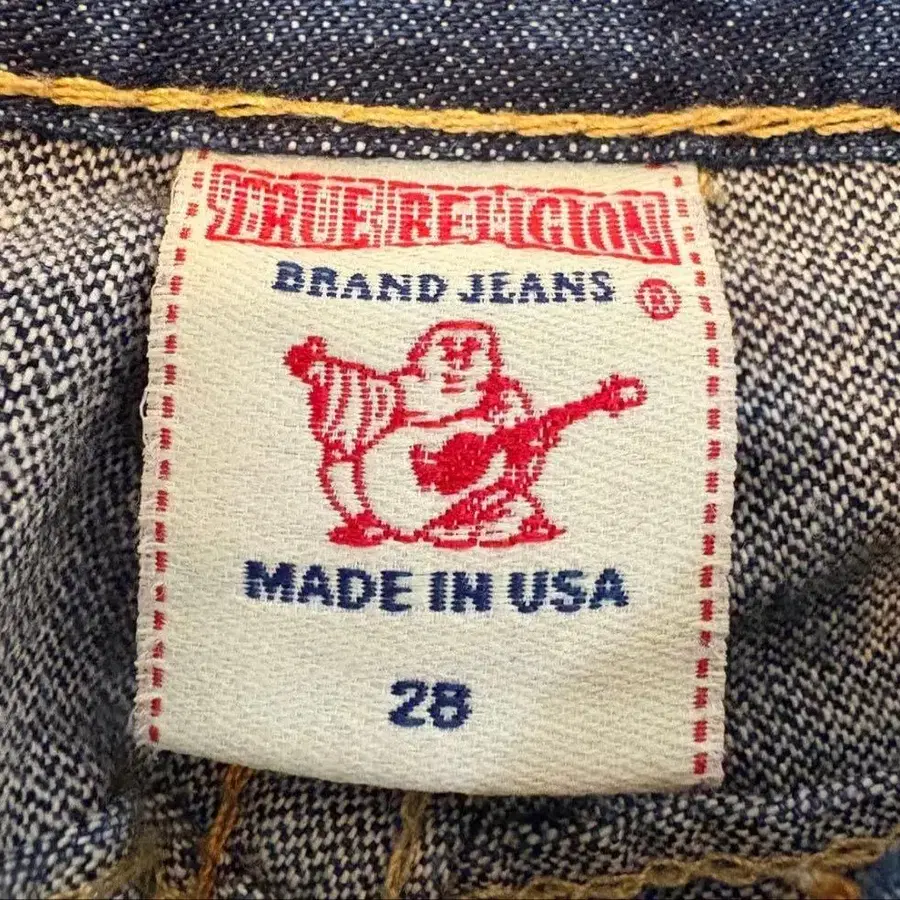 TRUE RELIGION
BRAND JEANS ®
MADE IN USA
28